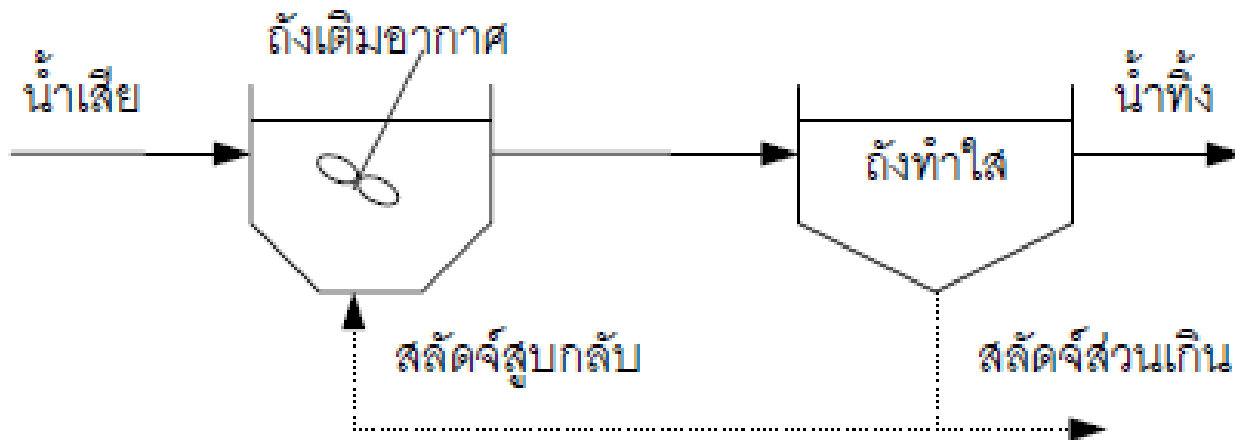 ถังเติมอากาศ
น้ำเสีย
น้ำทิ้ง
ถังทำใส
สลัดจ์สูบกลับ
สลัดจ์ส่วนเกิน